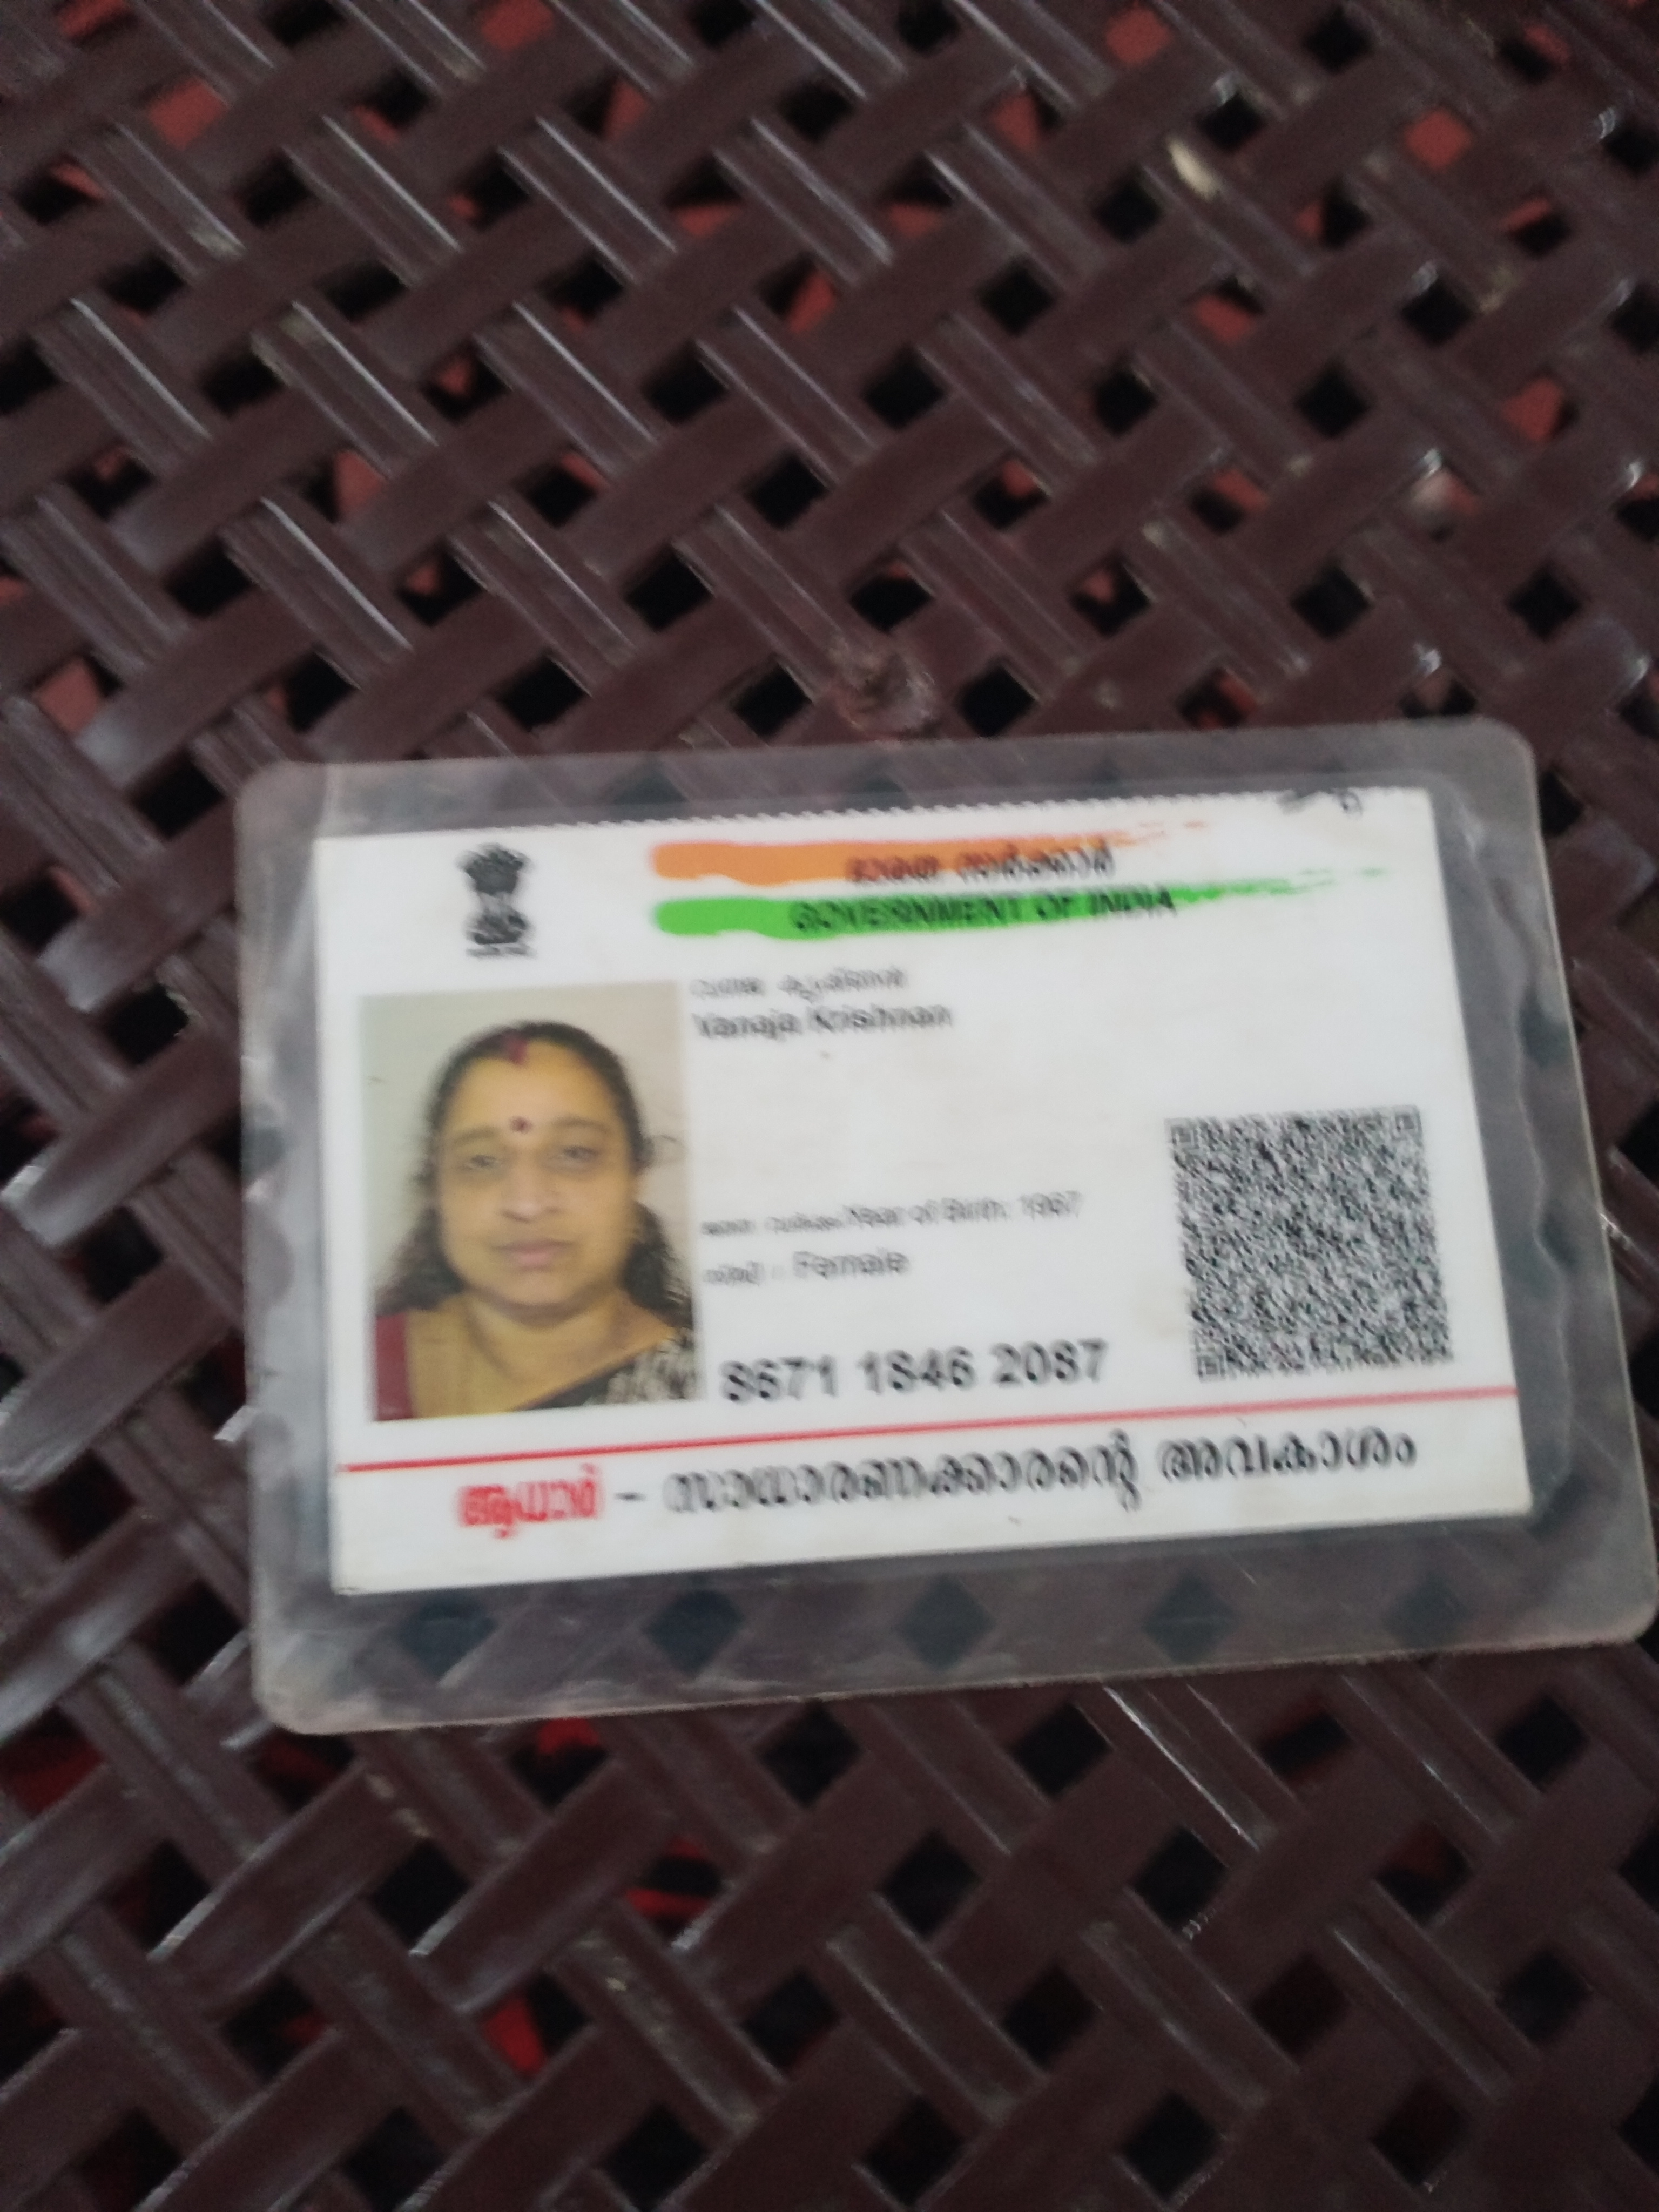 ഭാരത സർക്കാർ
GOVERNMENT OF INDIA
വനജ കൃഷ്ണൻ
Vanaja Krishnan
ജനന വർഷം/Year of Birth: 1967
സ്ത്രീ / Female
8671 1846 2087
ആധാർ – സാധാരണക്കാരന്റെ അവകാശം